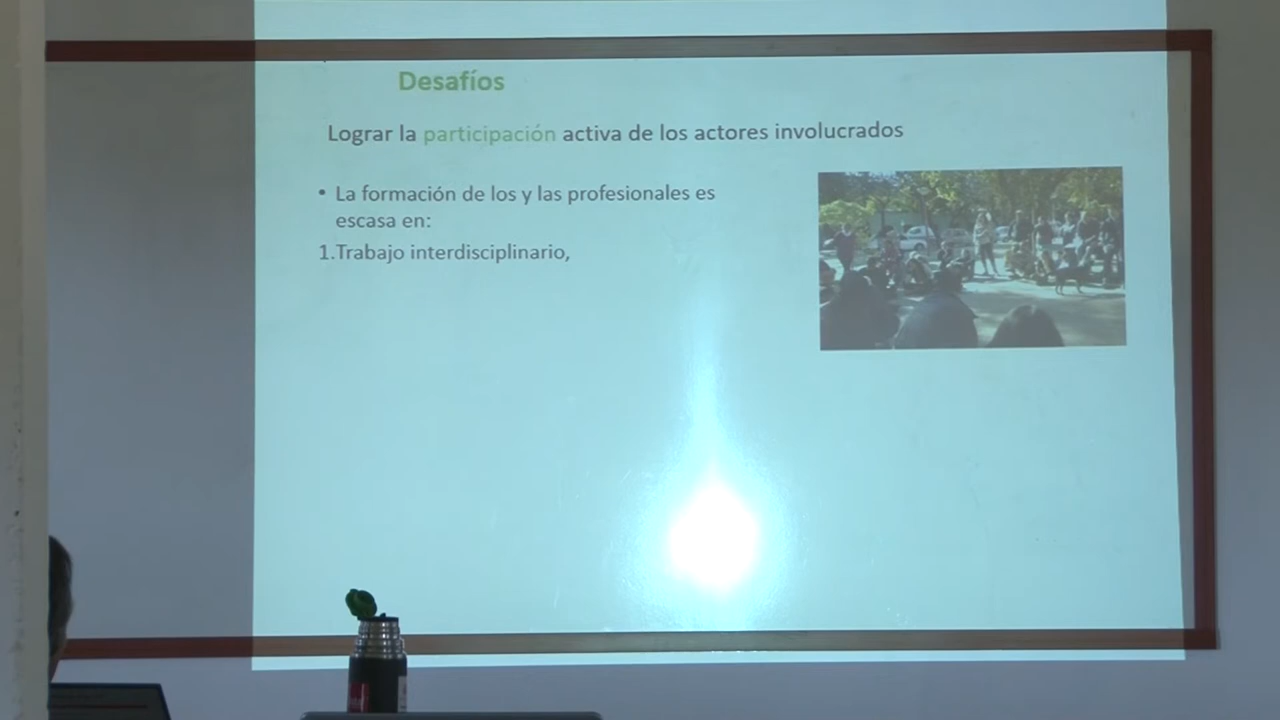 Desafíos
Lograr la participación activa de los actores involucrados
• La formación de los y las profesionales es
escasa en:
1.Trabajo interdisciplinario,